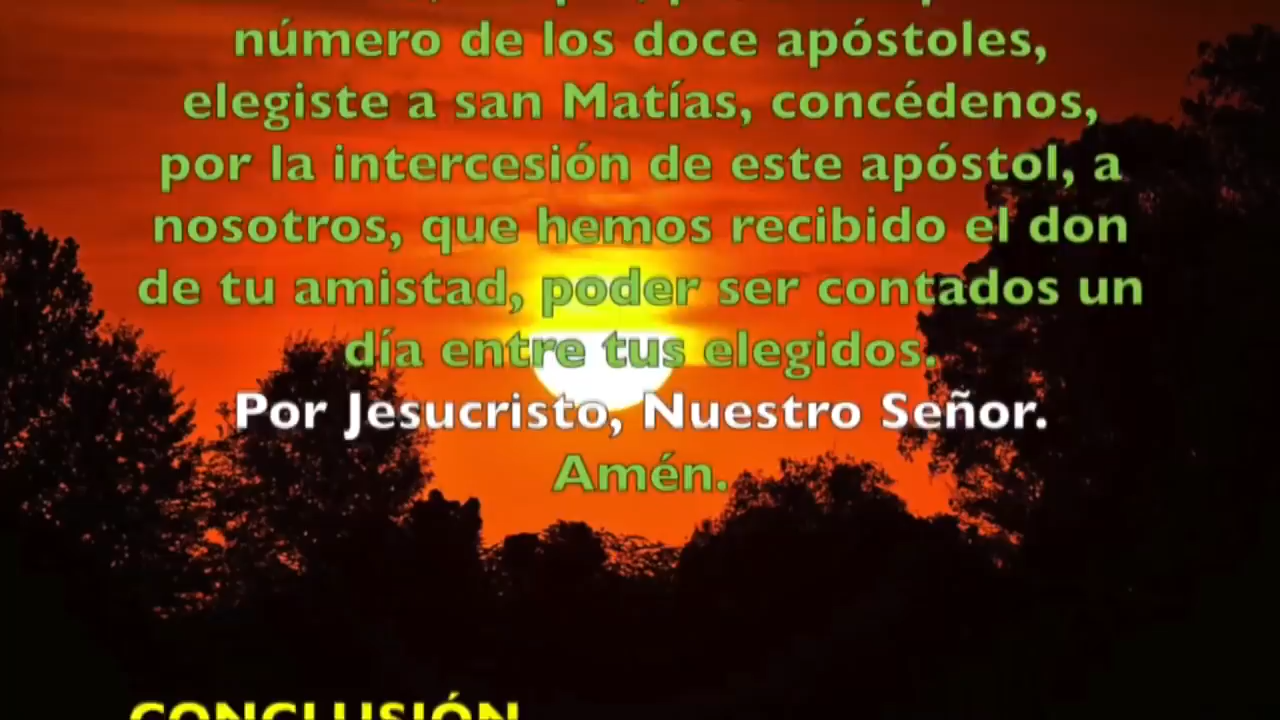 número de los doce apóstoles,
elegiste a san Matías, concédenos,
por la intercesión de este apóstol, a
nosotros, que hemos recibido el don
de tu amistad, poder ser contados un
día entre tus elegidos.
Por Jesucristo, Nuestro Señor.
Amén.
CONCLUSIÓN